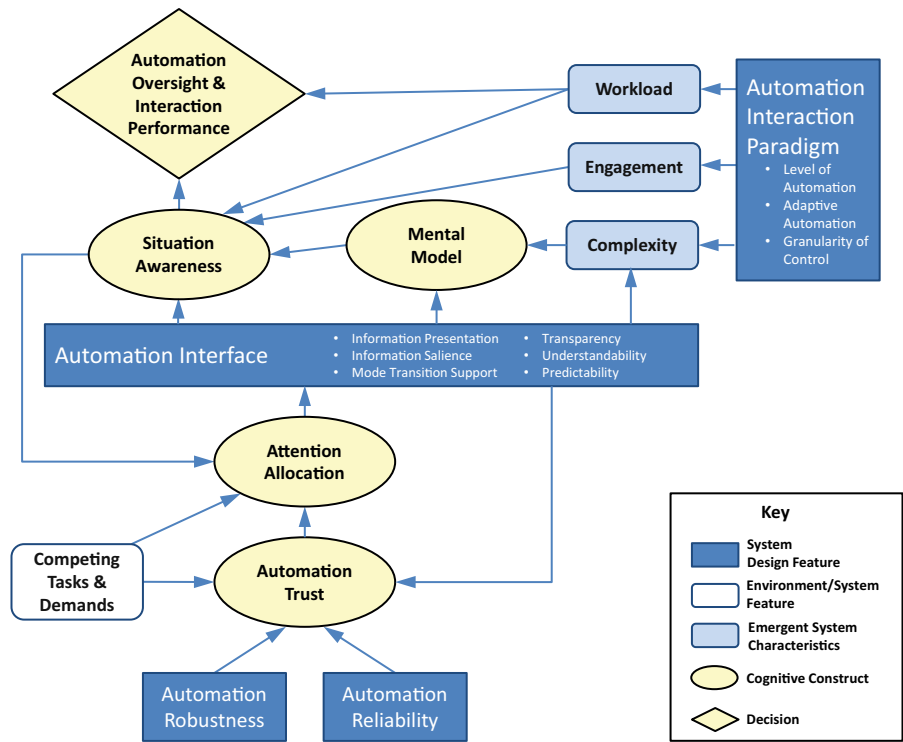 Automation
Oversight &
Interaction
Performance
Workload
Engagement
Complexity
Automation
Interaction
Paradigm
• Level of
Automation
• Adaptive
Automation
• Granularity of
Control
Situation
Awareness
Mental
Model
Automation Interface
• Information Presentation
• Information Salience
• Mode Transition Support
• Transparency
• Understandability
• Predictability
Attention
Allocation
Competing
Tasks &
Demands
Automation
Trust
Automation
Robustness
Automation
Reliability
Key
System
Design Feature
Environment/System
Feature
Emergent System
Characteristics
Cognitive Construct
Decision